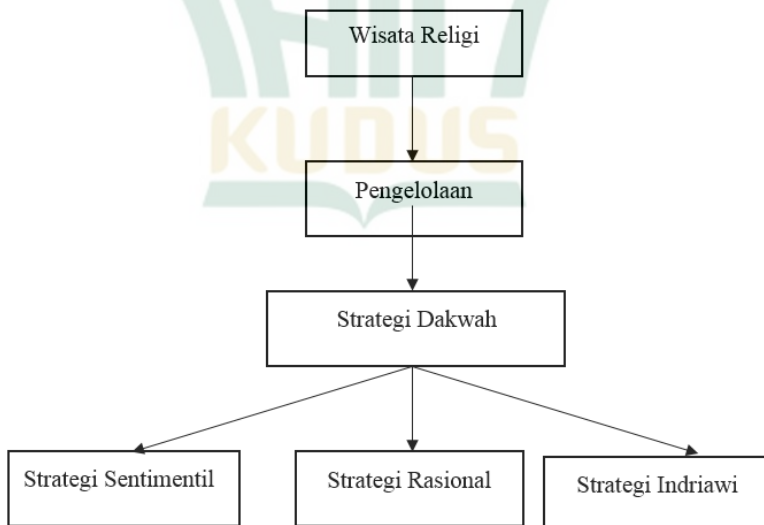 Wisata Religi
KUDUS
Pengelolaan
Strategi Dakwah
Strategi Sentimentil
Strategi Rasional
Strategi Indriawi